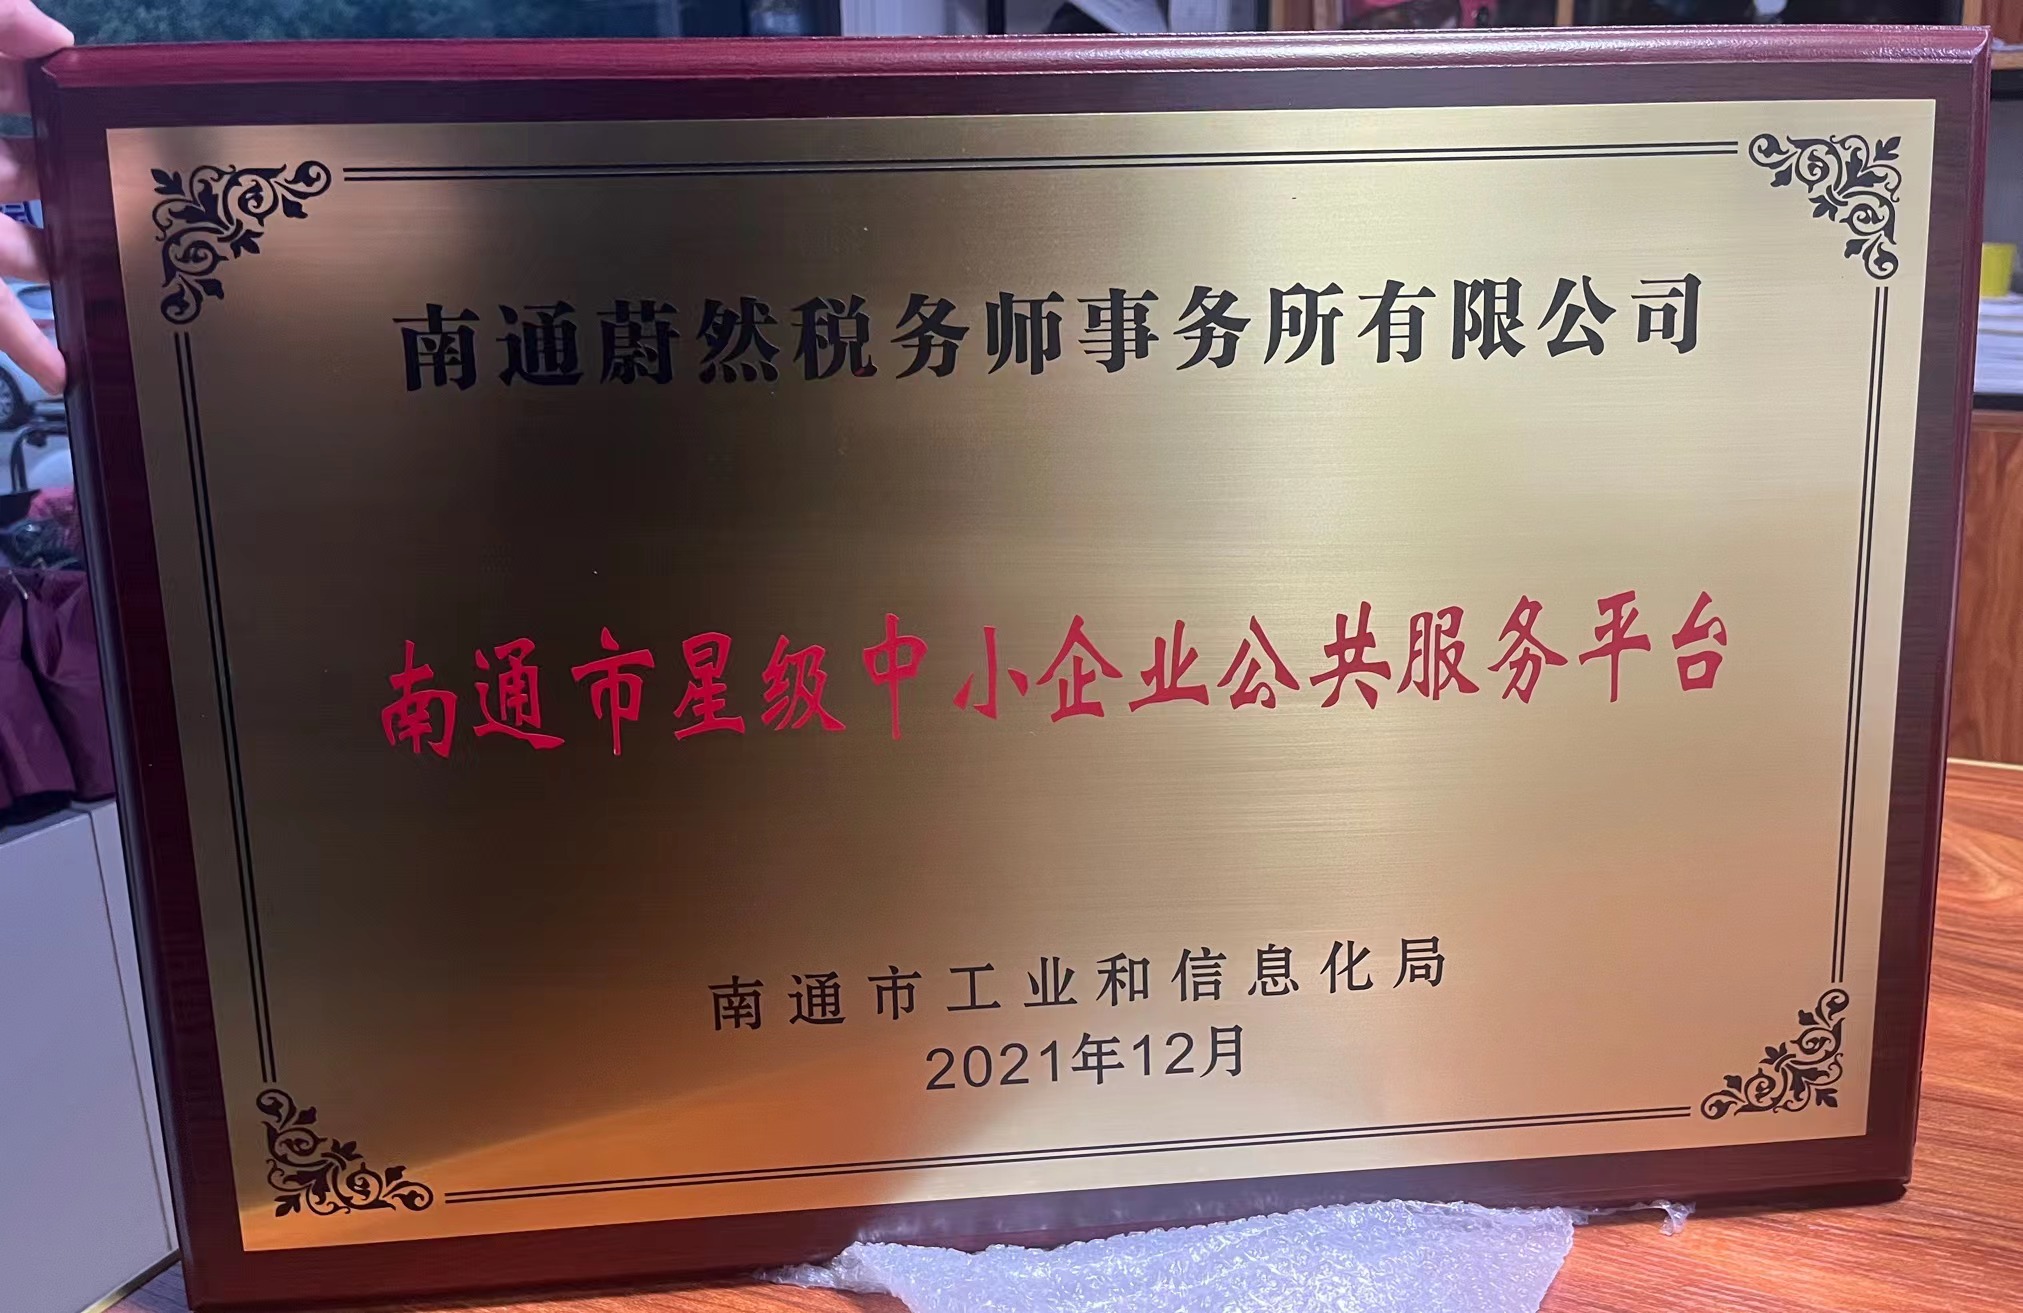 南通蔚然税务师事务所有限公司
南通市星级中小企业公共服务平台
南通市工业和信息化局
2021年12月